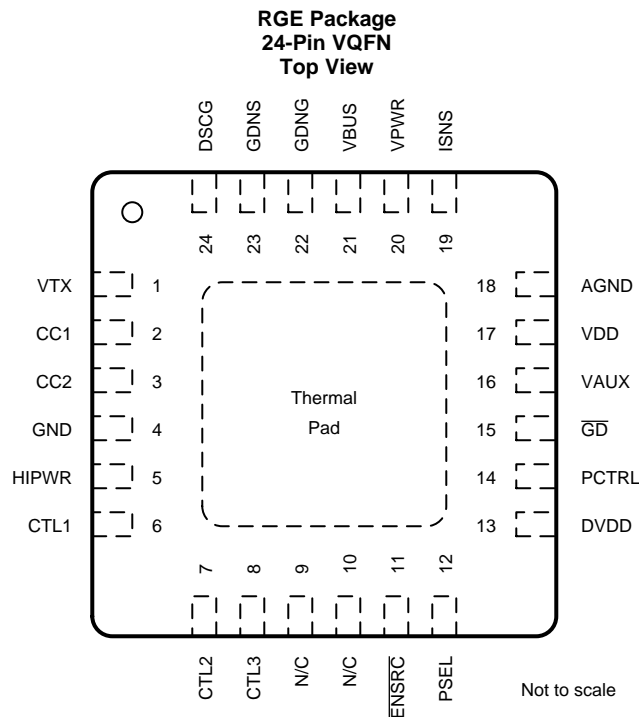 RGE Package
24-Pin VQFN
Top View
DSCG
GDNS
GDNG
VBUS
VPWR
ISNS
24
23
22
21
20
19
VTX 1
CC1 2
CC2 3
GND 4
HIPWR 5
CTL1 6
18 AGND
17 VDD
16 VAUX
15 G̅D̅
14 PCTRL
13 DVDD
Thermal
Pad
7
8
9
10
11
12
CTL2
CTL3
N/C
N/C
E̅N̅S̅R̅C̅
PSEL
Not to scale